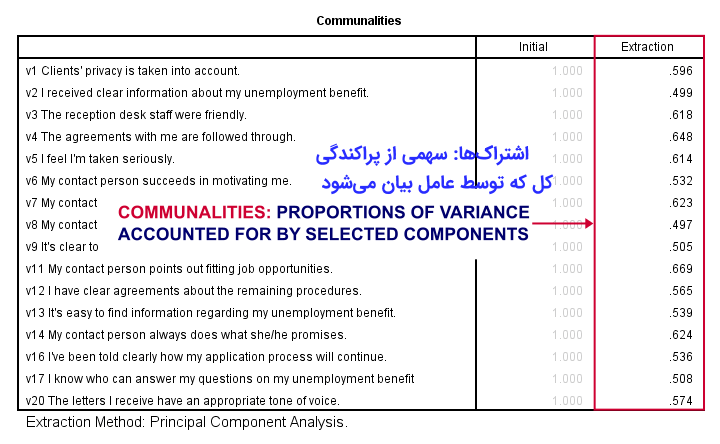 Communalities
Initial Extraction
v1 Clients' privacy is taken into account. 1.000 .596
v2 I received clear information about my unemployment benefit. 1.000 .499
v3 The reception desk staff were friendly. 1.000 .618
v4 The agreements with me are followed through. 1.000 .648
v5 I feel I'm taken seriously. 1.000 .614
اشتراک‌ها: سهمی از پراکندگی
v6 My contact person succeeds in motivating me. 1.000 .532
کل که توسط عامل بیان می‌شود
v7 My contact 1.000 .623
COMMUNALITIES: PROPORTIONS OF VARIANCE
v8 My contact 1.000 .497
ACCOUNTED FOR BY SELECTED COMPONENTS
v9 It's clear to 1.000 .505
v11 My contact person points out fitting job opportunities. 1.000 .669
v12 I have clear agreements about the remaining procedures. 1.000 .565
v13 It's easy to find information regarding my unemployment benefit. 1.000 .539
v14 My contact person always does what she/he promises. 1.000 .624
v16 I've been told clearly how my application process will continue. 1.000 .536
v17 I know who can answer my questions on my unemployment benefit 1.000 .508
v20 The letters I receive have an appropriate tone of voice. 1.000 .574
Extraction Method: Principal Component Analysis.